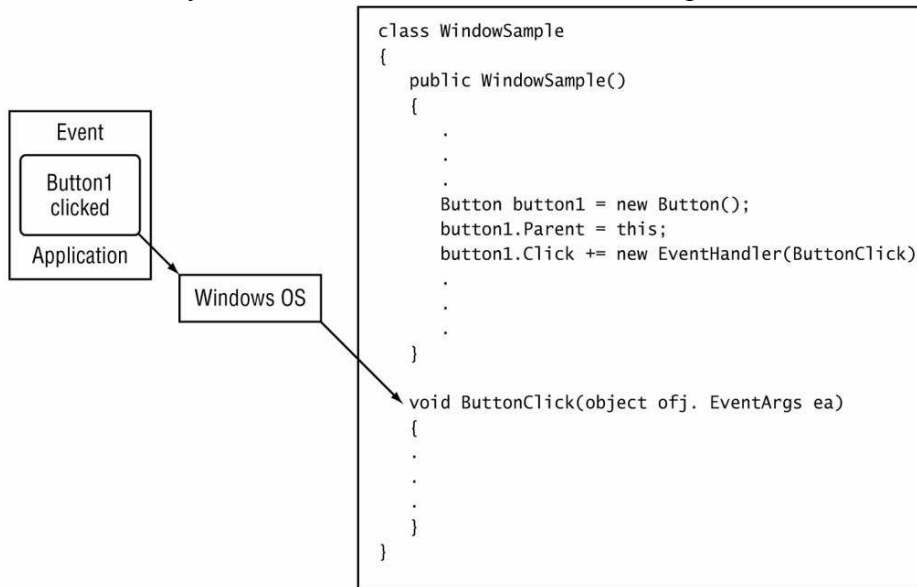 Event
Button1
clicked
Application
Windows OS
class WindowSample
{
public WindowSample()
{
.
.
.
Button button1 = new Button();
button1.Parent = this;
button1.Click += new EventHandler(ButtonClick)
.
.
.
}
void ButtonClick(object ofj. EventArgs ea)
{
.
.
.
}
}